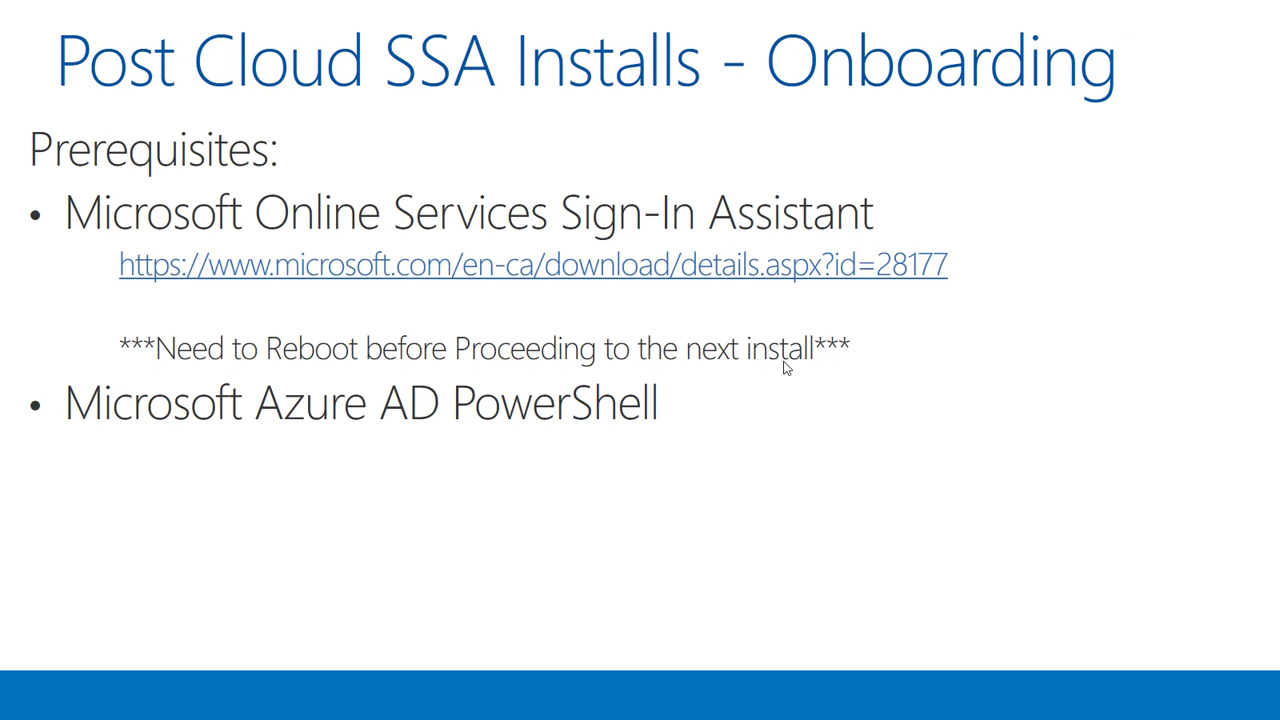 Post Cloud SSA Installs - Onboarding
Prerequisites:
• Microsoft Online Services Sign-In Assistant
https://www.microsoft.com/en-ca/download/details.aspx?id=28177
***Need to Reboot before Proceeding to the next install***
• Microsoft Azure AD PowerShell